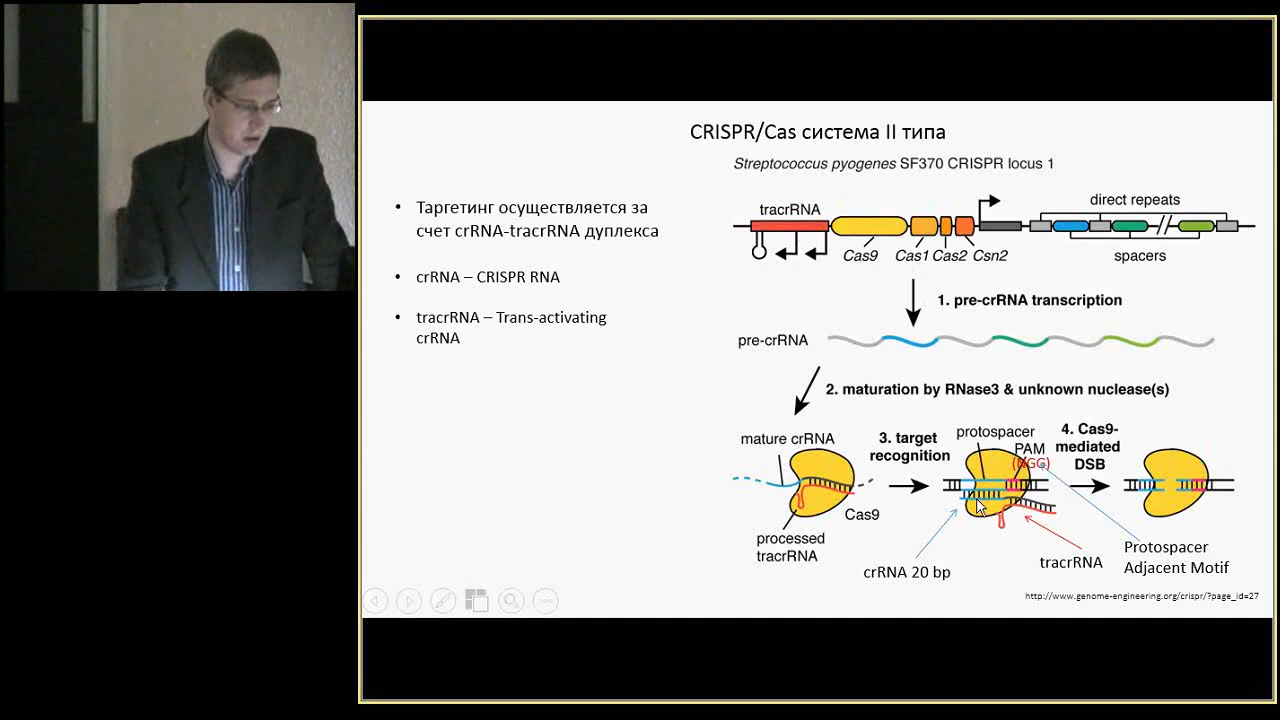 CRISPR/Cas система II типа
Streptococcus pyogenes SF370 CRISPR locus 1
• Таргетинг осуществляется за
счет crRNA-tracrRNA дуплекса
• crRNA – CRISPR RNA
• tracrRNA – Trans-activating
crRNA
tracrRNA
direct repeats
Cas9 Cas1 Cas2 Csn2
spacers
1. pre-crRNA transcription
pre-crRNA
2. maturation by RNase3 & unknown nuclease(s)
mature crRNA
Cas9
processed
tracrRNA
3. target
recognition
protospacer
PAM
(NGG)
4. Cas9-
mediated
DSB
crRNA 20 bp
tracrRNA
Protospacer
Adjacent Motif
http://www.genome-engineering.org/crispr/?page_id=27